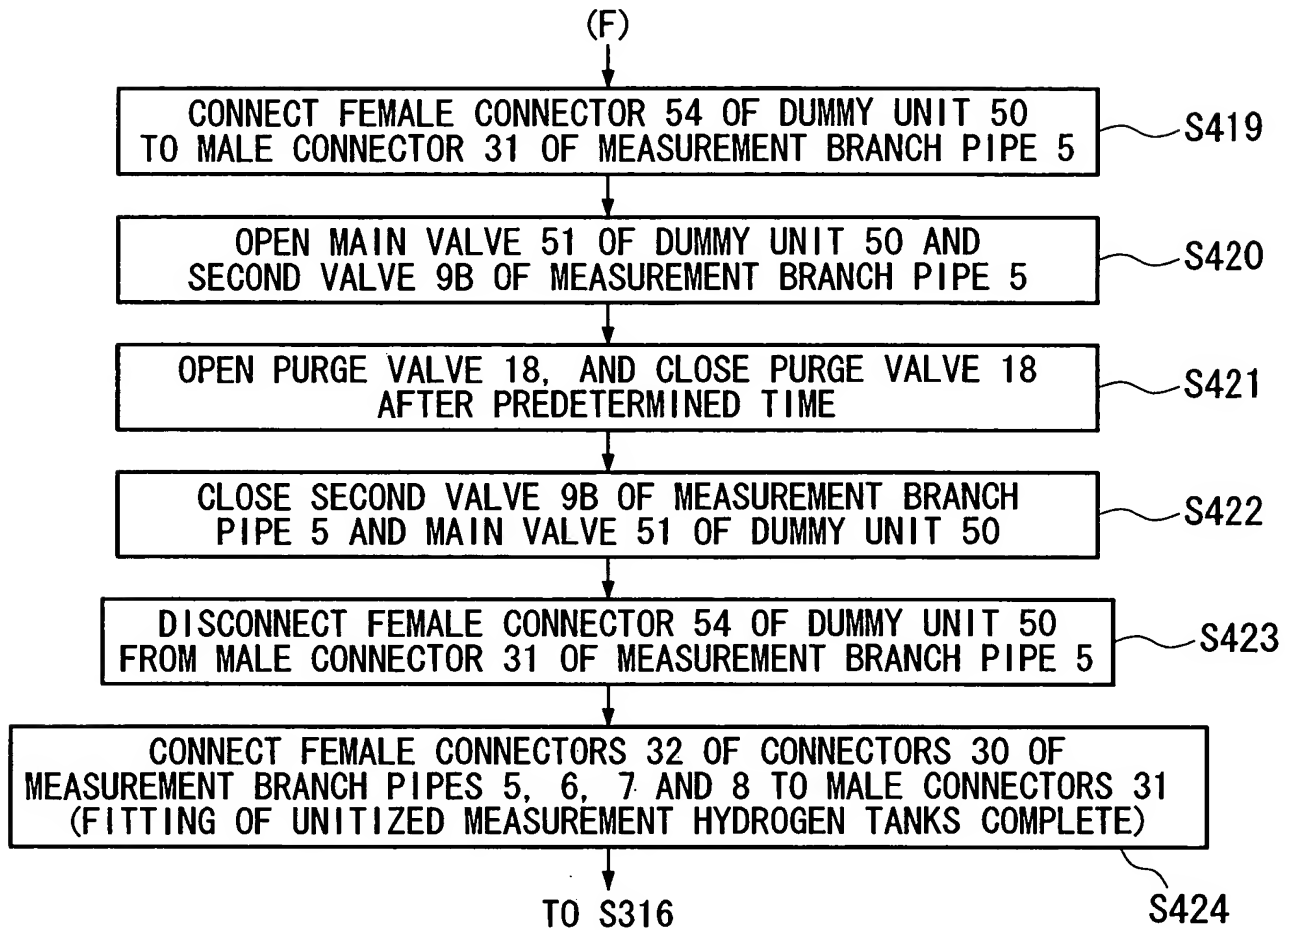 (F)
CONNECT FEMALE CONNECTOR 54 OF DUMMY UNIT 50
TO MALE CONNECTOR 31 OF MEASUREMENT BRANCH PIPE 5
S419
OPEN MAIN VALVE 51 OF DUMMY UNIT 50 AND
SECOND VALVE 9B OF MEASUREMENT BRANCH PIPE 5
S420
OPEN PURGE VALVE 18, AND CLOSE PURGE VALVE 18
AFTER PREDETERMINED TIME
S421
CLOSE SECOND VALVE 9B OF MEASUREMENT BRANCH
PIPE 5 AND MAIN VALVE 51 OF DUMMY UNIT 50
S422
DISCONNECT FEMALE CONNECTOR 54 OF DUMMY UNIT 50
FROM MALE CONNECTOR 31 OF MEASUREMENT BRANCH PIPE 5
S423
CONNECT FEMALE CONNECTORS 32 OF CONNECTORS 30 OF
MEASUREMENT BRANCH PIPES 5, 6, 7 AND 8 TO MALE CONNECTORS 31
(FITTING OF UNITIZED MEASUREMENT HYDROGEN TANKS COMPLETE)
S424
TO S316